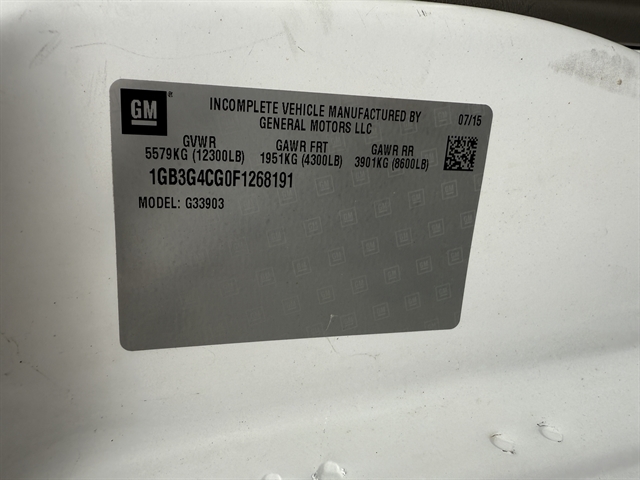 GM ® INCOMPLETE VEHICLE MANUFACTURED BY 07/15
GENERAL MOTORS LLC
GVWR GAWR FRT GAWR RR
5579KG (12300LB) 1951KG (4300LB) 3901KG (8600LB)
1GB3G4CG0F1268191
MODEL: G33903